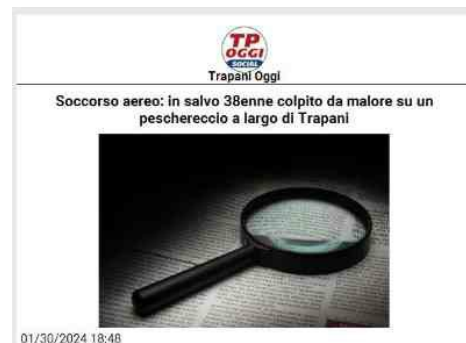 TP
OGGI
SOCIAL
Trapani Oggi
Soccorso aereo: in salvo 38enne colpito da malore su un
peschereccio a largo di Trapani
01/30/2024 18:48